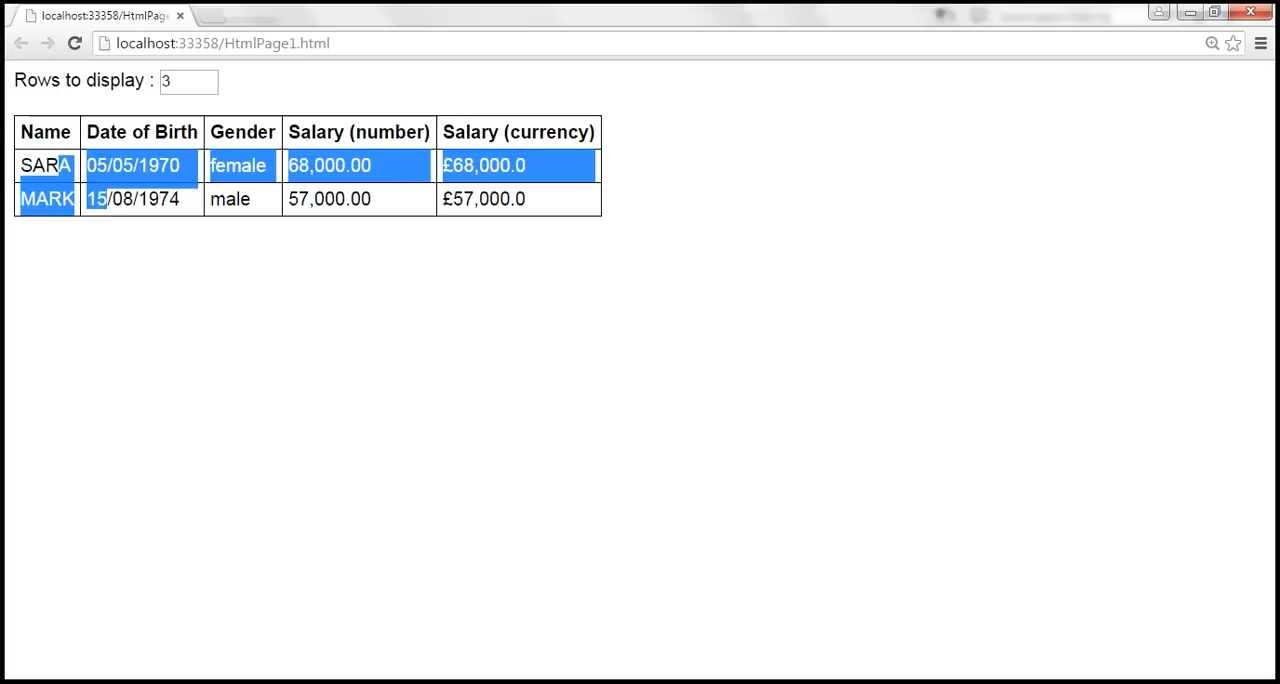 localhost:33358/HtmlPage
localhost:33358/HtmlPage1.html
Rows to display : 3
Name Date of Birth Gender Salary (number) Salary (currency)
SARA 05/05/1970 female 68,000.00 £68,000.0
MARK 15/08/1974 male 57,000.00 £57,000.0